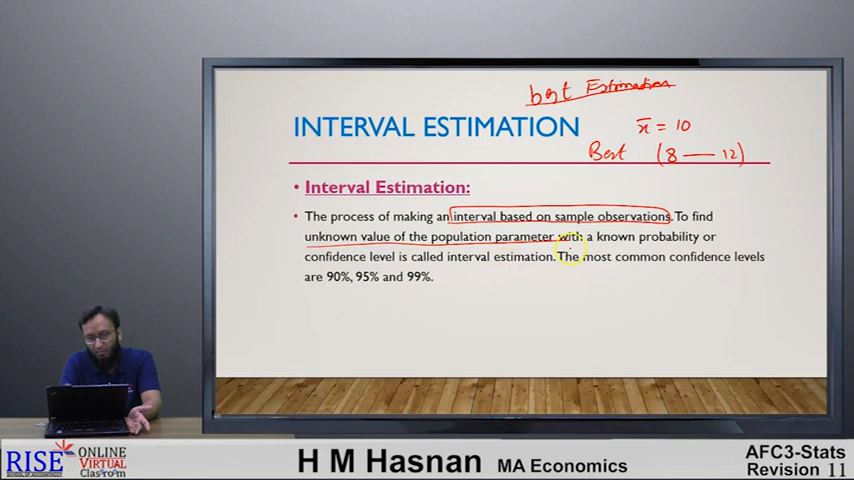 best Estimation
INTERVAL ESTIMATION
x̄ = 10
Best (8 — 12)
• Interval Estimation:
• The process of making an interval based on sample observations. To find
unknown value of the population parameter with a known probability or
confidence level is called interval estimation. The most common confidence levels
are 90%, 95% and 99%.
RISE
SCHOOL OF ACCOUNTANCY
ONLINE
VIRTUAL
Classroom
H M Hasnan MA Economics
AFC3-Stats
Revision 11